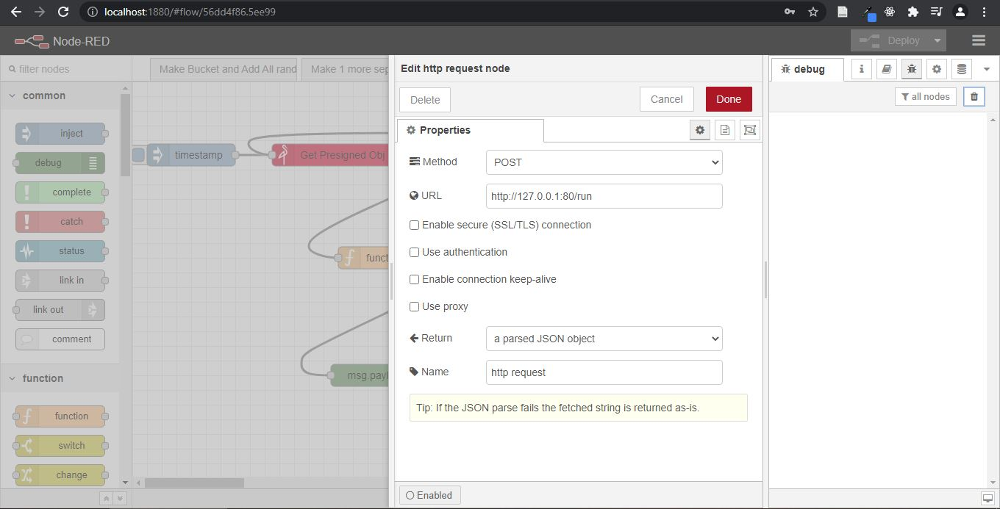 localhost:1880/#flow/56dd4f86.5ee99
Node-RED
Deploy
filter nodes
Make Bucket and Add All rand
Make 1 more sep
common
inject
debug
complete
catch
status
link in
link out
comment
function
function
switch
change
timestamp
Get Presigned Obj
funct
msg.payl
Edit http request node
Delete
Cancel
Done
Properties
Method
POST
URL
http://127.0.0.1:80/run
Enable secure (SSL/TLS) connection
Use authentication
Enable connection keep-alive
Use proxy
Return
a parsed JSON object
Name
http request
Tip: If the JSON parse fails the fetched string is returned as-is.
Enabled
debug
all nodes